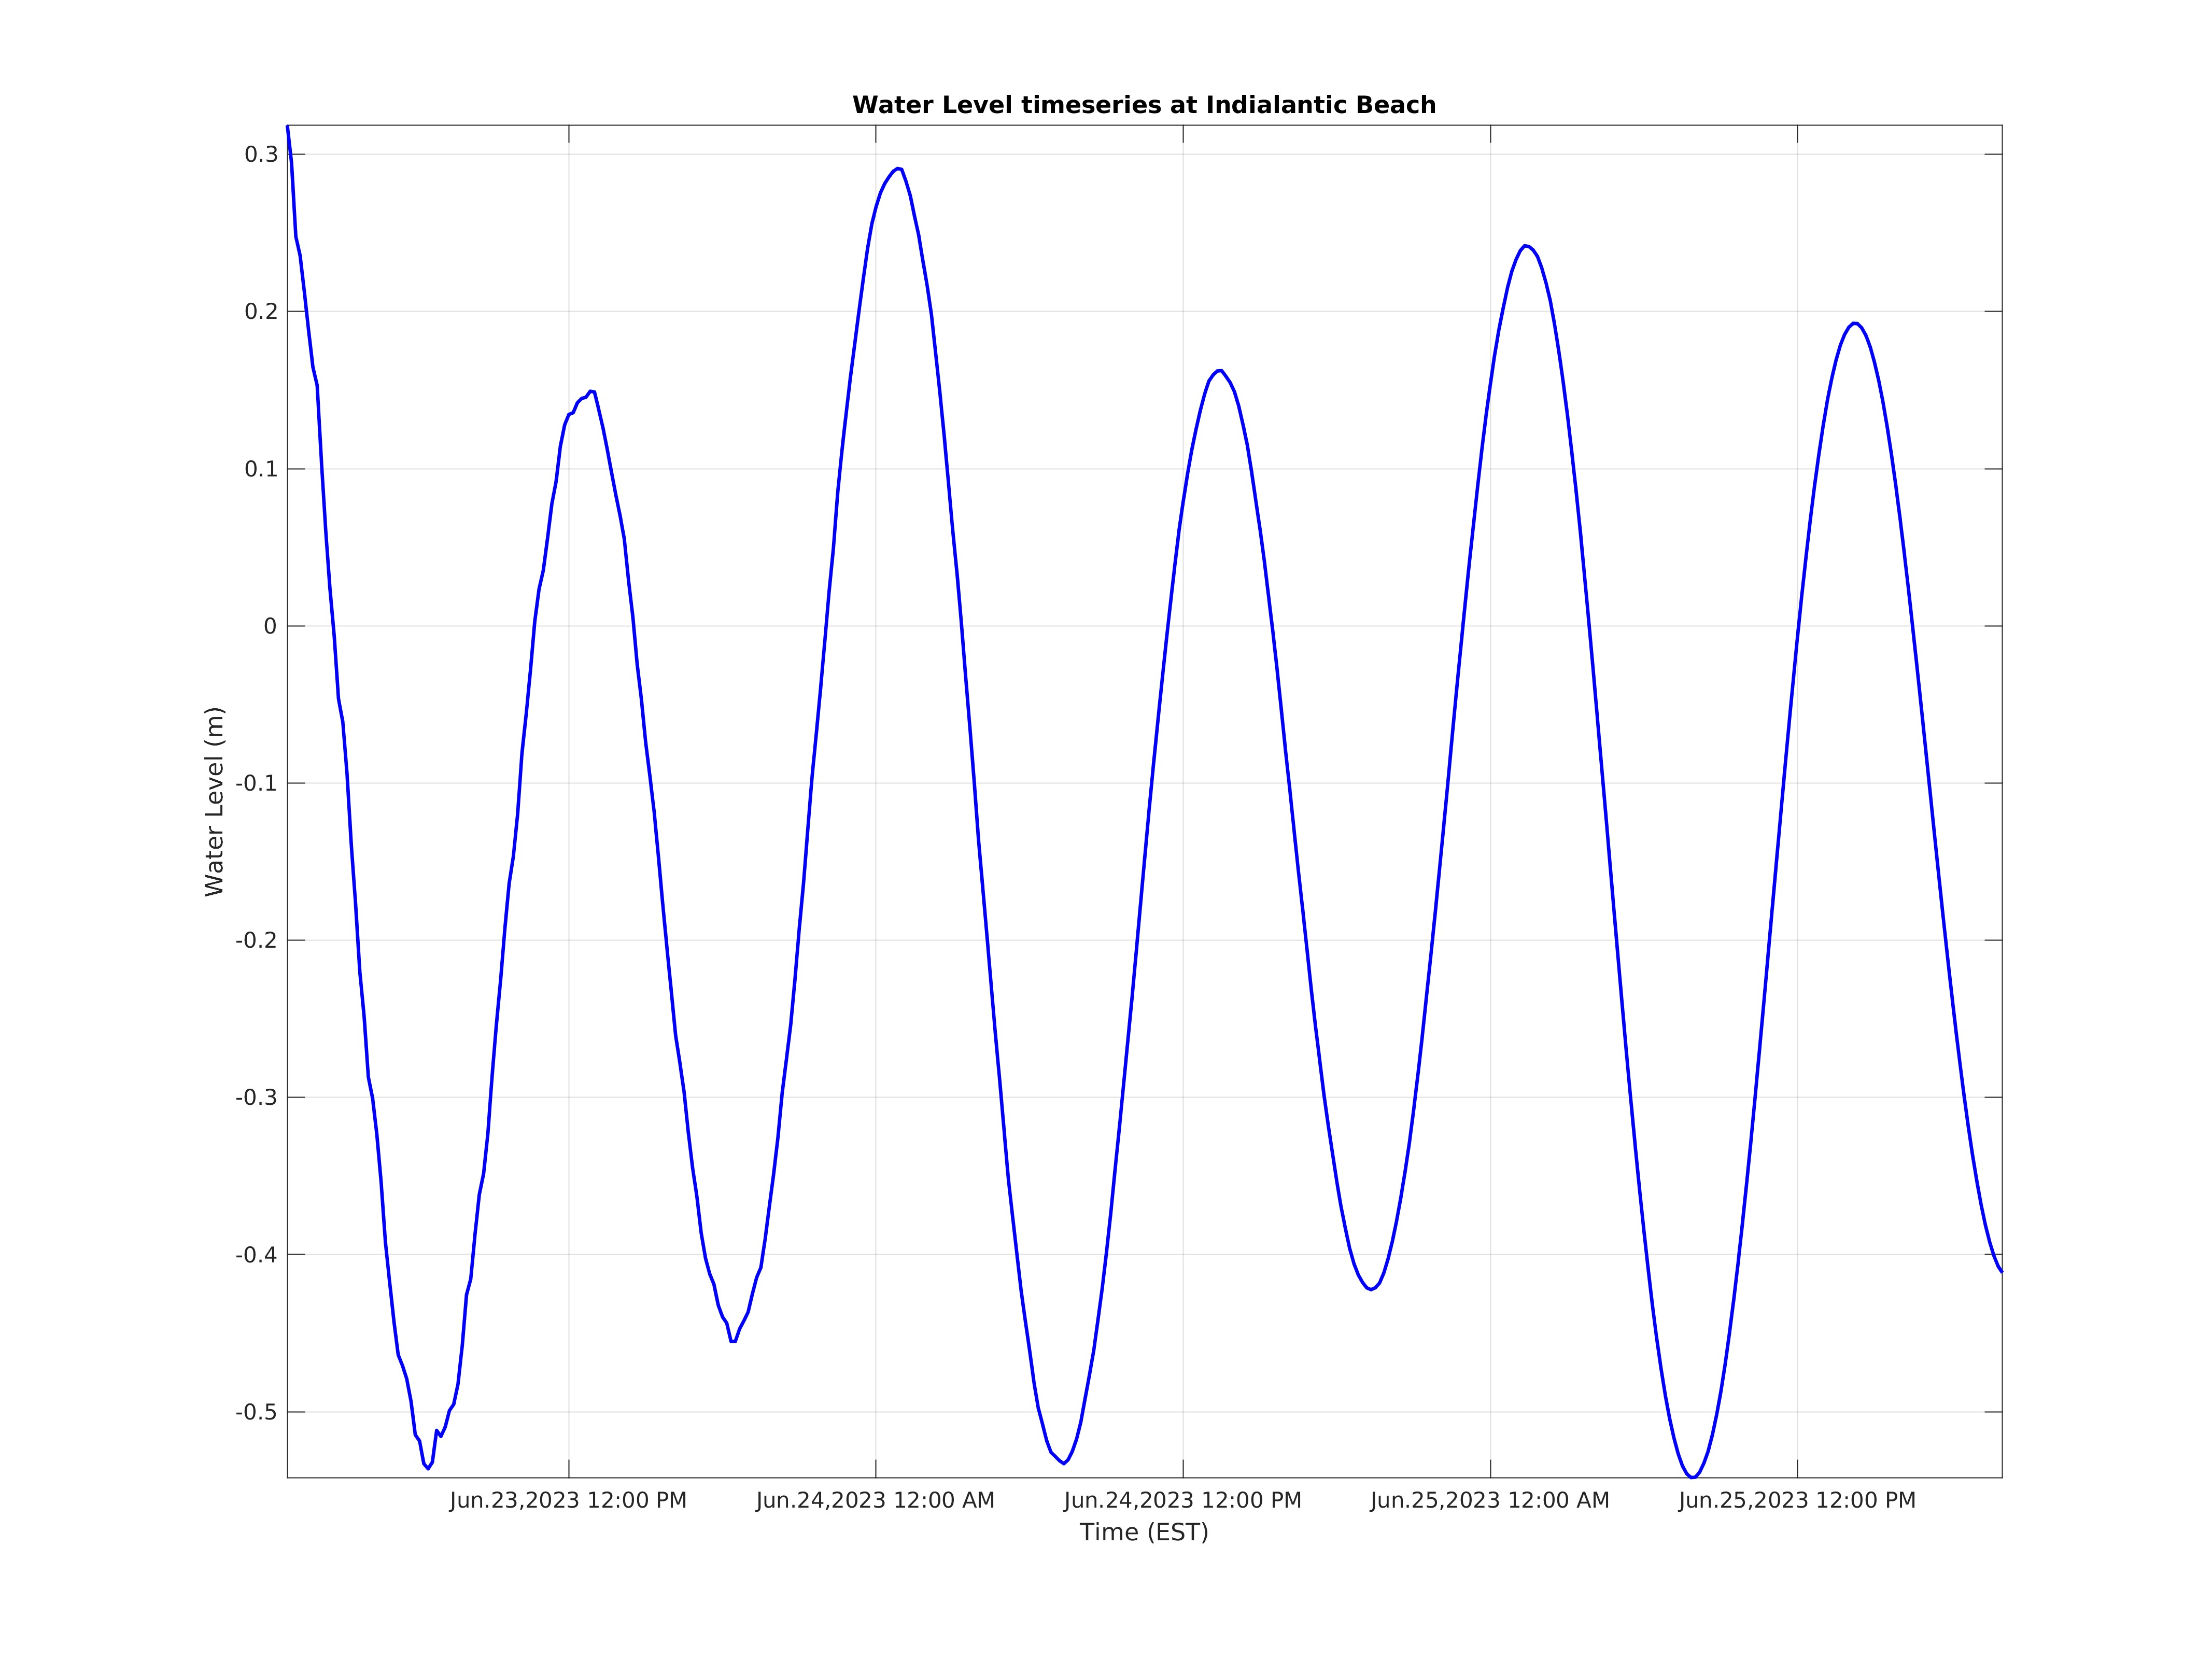 Water Level timeseries at Indialantic Beach
0.3
0.2
0.1
0
-0.1
-0.2
-0.3
-0.4
-0.5
Water Level (m)
Jun.23,2023 12:00 PM Jun.24,2023 12:00 AM Jun.24,2023 12:00 PM Jun.25,2023 12:00 AM Jun.25,2023 12:00 PM
Time (EST)